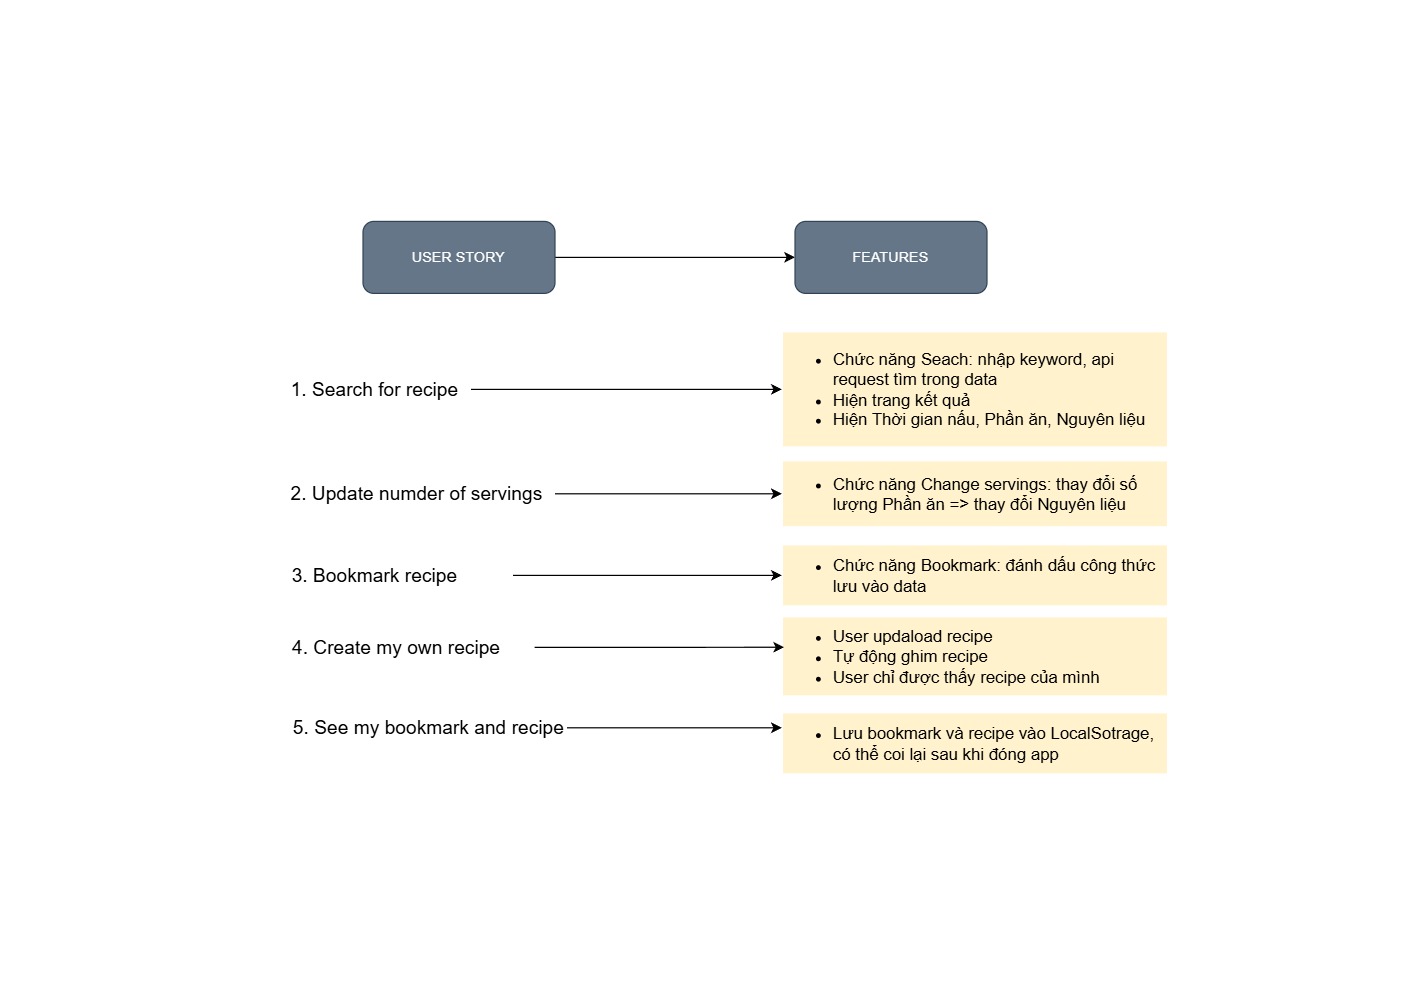 USER STORY
FEATURES
1. Search for recipe
Chức năng Seach: nhập keyword, api
request tìm trong data
Hiện trang kết quả
Hiện Thời gian nấu, Phần ăn, Nguyên liệu
2. Update numder of servings
Chức năng Change servings: thay đổi số
lượng Phần ăn => thay đổi Nguyên liệu
3. Bookmark recipe
Chức năng Bookmark: đánh dấu công thức
lưu vào data
4. Create my own recipe
User updaload recipe
Tự động ghim recipe
User chỉ được thấy recipe của mình
5. See my bookmark and recipe
Lưu bookmark và recipe vào LocalSotrage,
có thể coi lại sau khi đóng app